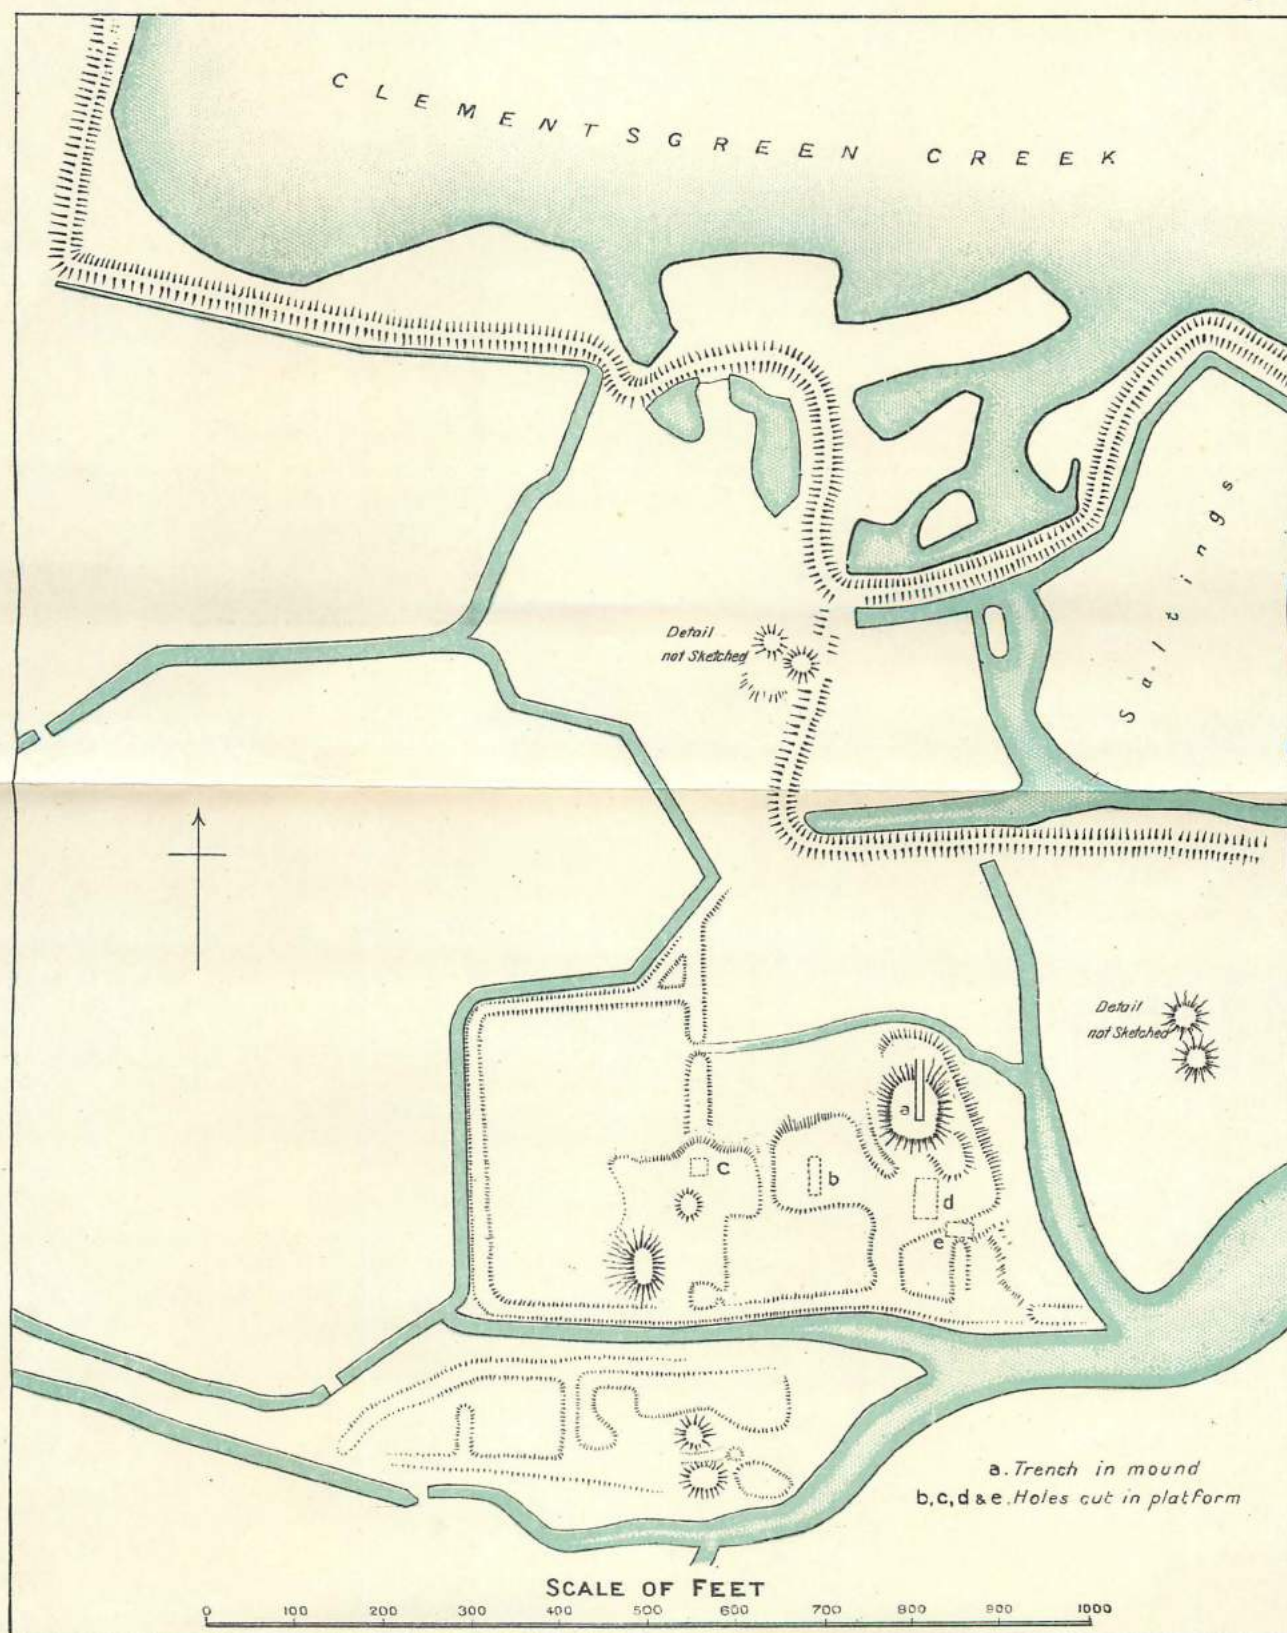 CLEMENTSGREEN CREEK
Saltings
Detail
not Sketched
Detail
not Sketched
a
b
c
d
e
a. Trench in mound
b, c, d & e. Holes cut in platform
SCALE OF FEET
0 100 200 300 400 500 600 700 800 900 1000